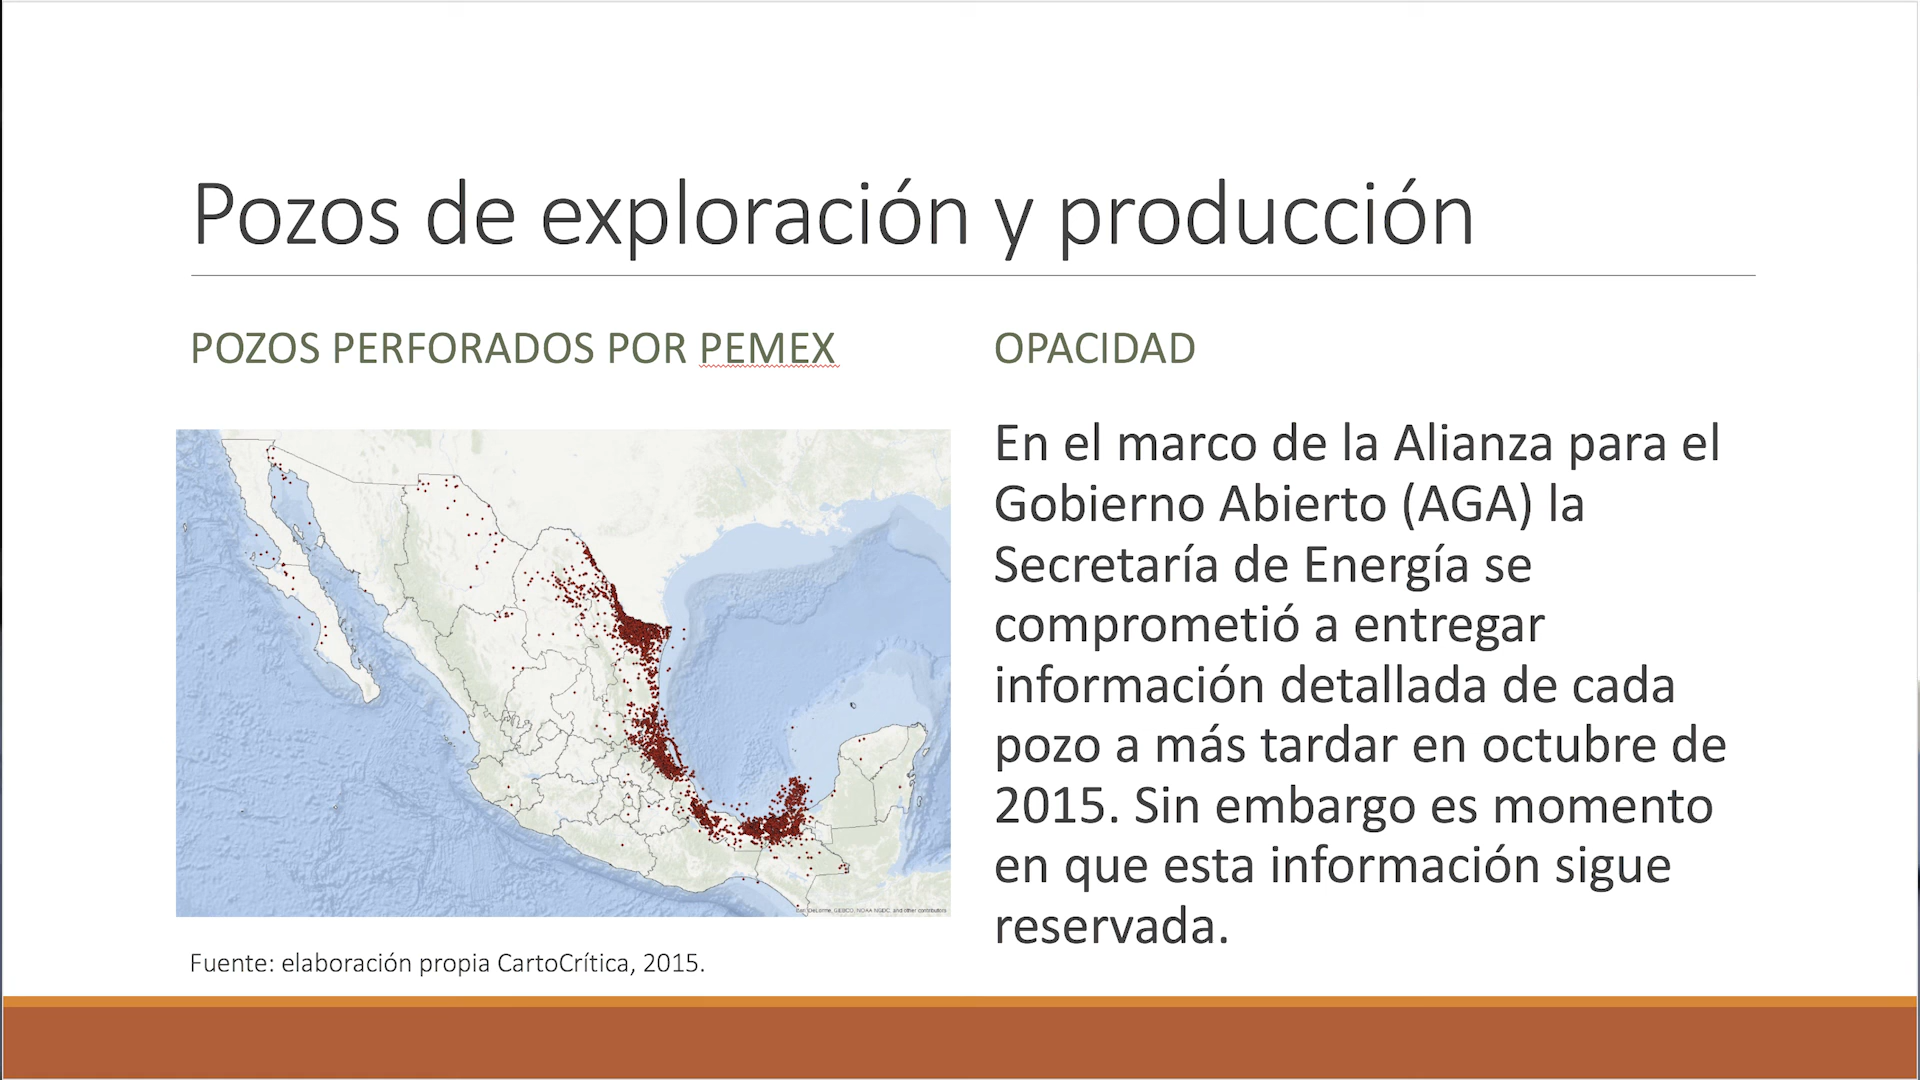 Pozos de exploración y producción
POZOS PERFORADOS POR PEMEX
Fuente: elaboración propia CartoCrítica, 2015.
OPACIDAD
En el marco de la Alianza para el
Gobierno Abierto (AGA) la
Secretaría de Energía se
comprometió a entregar
información detallada de cada
pozo a más tardar en octubre de
2015. Sin embargo es momento
en que esta información sigue
reservada.